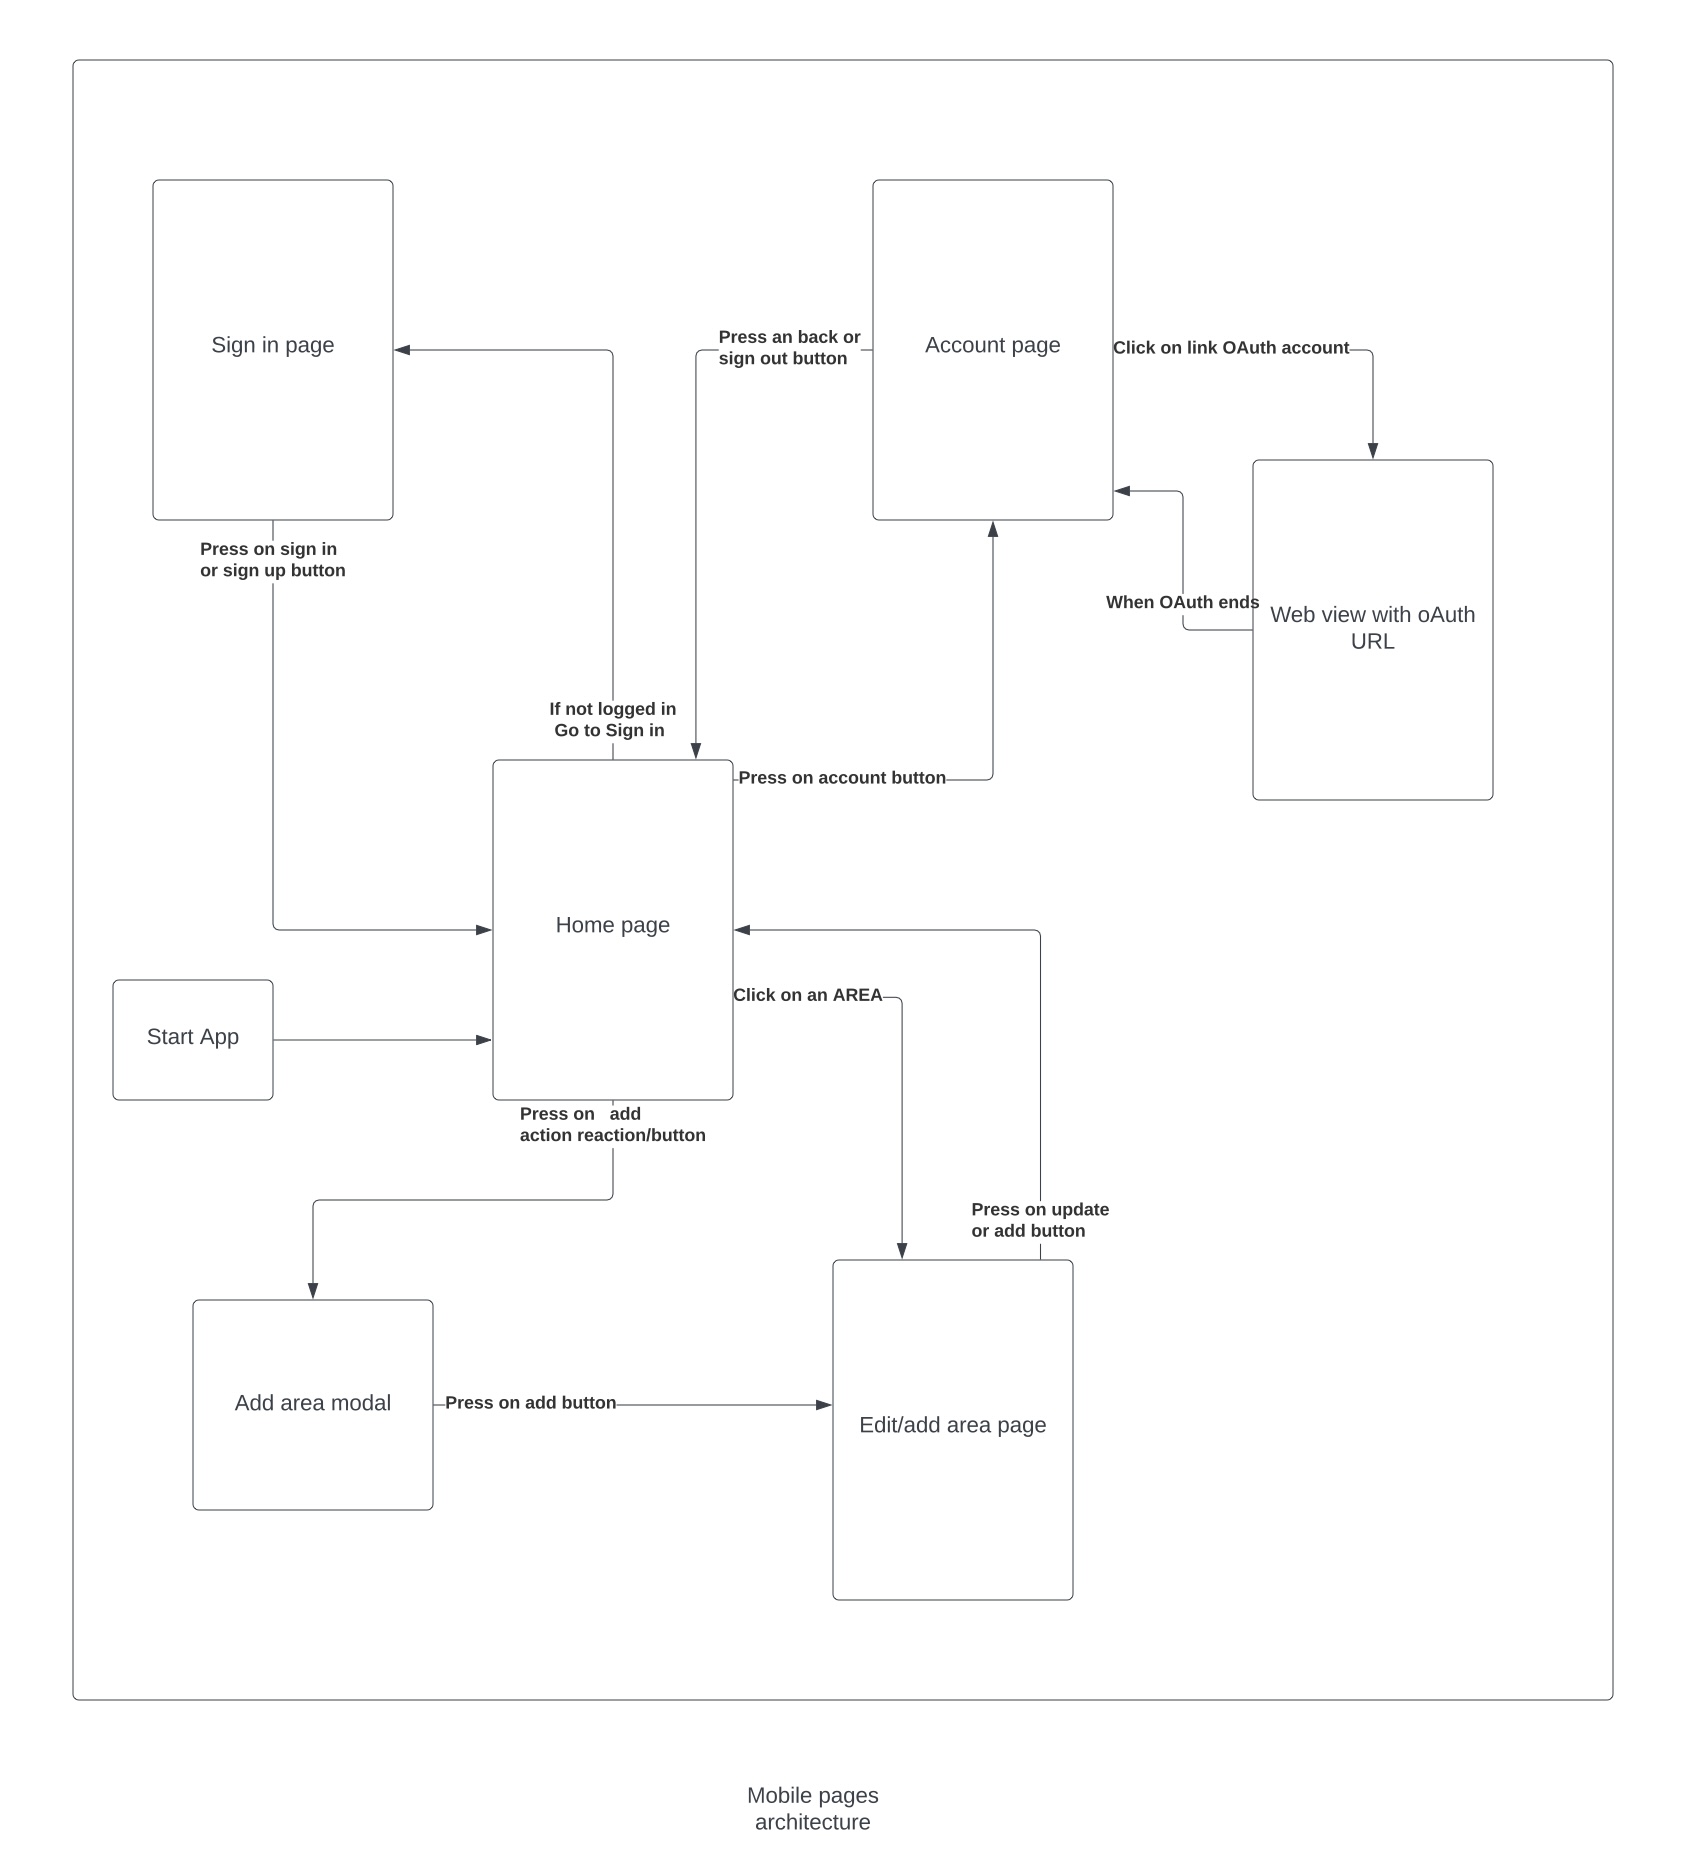 Sign in page
Press an back or
sign out button
Account page
Click on link OAuth account
Press on sign in
or sign up button
When OAuth ends
Web view with oAuth
URL
If not logged in
Go to Sign in
Press on account button
Home page
Click on an AREA
Start App
Press on   add
action reaction/button
Press on update
or add button
Add area modal
Press on add button
Edit/add area page
Mobile pages
architecture